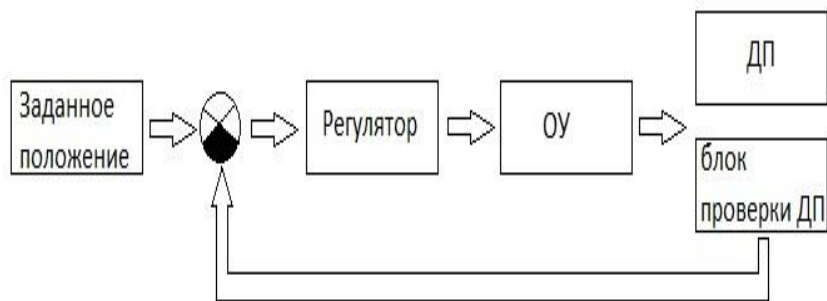 Заданное
положение
Регулятор
ОУ
ДП
блок
проверки ДП